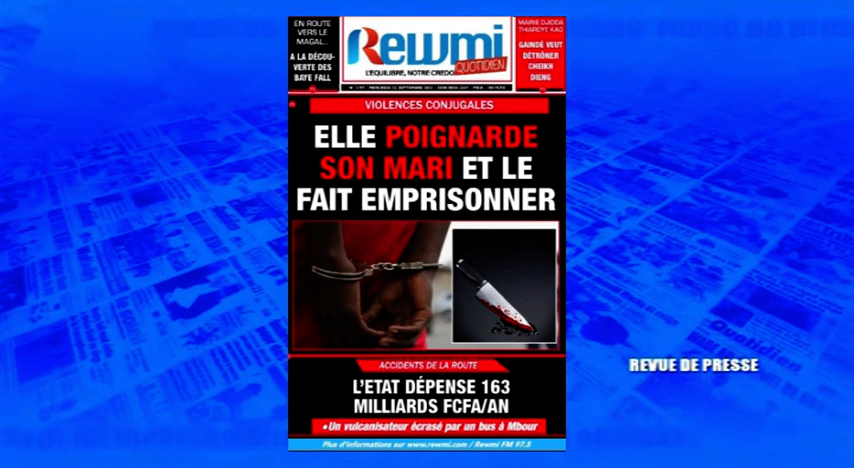 EN ROUTE
VERS LE
MAGAL...
A LA DÉCOU-
VERTE DES
BAYE FALL
Rewmi
QUOTIDIEN
L'EQUILIBRE, NOTRE CREDO
MAIRIE DJIDDA
THIAROYE KAO
GAINDÉ VEUT
DÉTRÔNER
CHEIKH
DIENG
VIOLENCES CONJUGALES
ELLE POIGNARDE
SON MARI ET LE
FAIT EMPRISONNER
ACCIDENTS DE LA ROUTE
L'ETAT DÉPENSE 163
MILLIARDS FCFA/AN
•Un vulcanisateur écrasé par un bus à Mbour
Plus d'informations sur www.rewmi.com / Rewmi FM 97.5
REVUE DE PRESSE